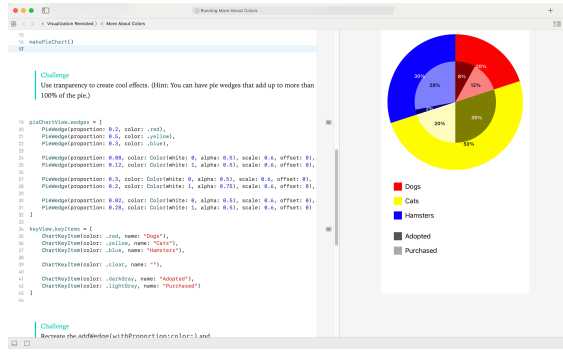 Running More About Colors
Visualization Revisited
More About Colors
15
16 makePieChart()
17
Challenge
Use tranparency to create cool effects. (Hint: You can have pie wedges that add up to more than
100% of the pie.)
19 pieChartView.wedges = [
20 PieWedge(proportion: 0.2, color: .red),
21 PieWedge(proportion: 0.5, color: .yellow),
22 PieWedge(proportion: 0.3, color: .blue),
23
24 PieWedge(proportion: 0.08, color: Color(white: 0, alpha: 0.5), scale: 0.6, offset: 0),
25 PieWedge(proportion: 0.12, color: Color(white: 1, alpha: 0.5), scale: 0.6, offset: 0),
26
27 PieWedge(proportion: 0.3, color: Color(white: 0, alpha: 0.5), scale: 0.6, offset: 0),
28 PieWedge(proportion: 0.2, color: Color(white: 1, alpha: 0.75), scale: 0.6, offset: 0),
29
30 PieWedge(proportion: 0.02, color: Color(white: 0, alpha: 0.5), scale: 0.6, offset: 0),
31 PieWedge(proportion: 0.28, color: Color(white: 1, alpha: 0.5), scale: 0.6, offset: 0)
32 ]
33
34 keyView.keyItems = [
35 ChartKeyItem(color: .red, name: "Dogs"),
36 ChartKeyItem(color: .yellow, name: "Cats"),
37 ChartKeyItem(color: .blue, name: "Hamsters"),
38
39 ChartKeyItem(color: .clear, name: ""),
40
41 ChartKeyItem(color: .darkGray, name: "Adopted"),
42 ChartKeyItem(color: .lightGray, name: "Purchased")
43 ]
44
Challenge
Recreate the addWedge(withProportion:color:) and
20%
30%
8%
28%
12%
30%
20%
50%
Dogs
Cats
Hamsters
Adopted
Purchased